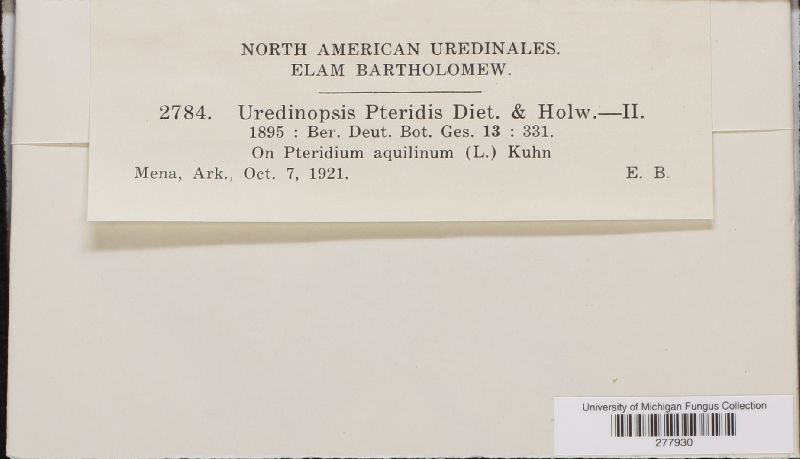 NORTH AMERICAN UREDINALES.
ELAM BARTHOLOMEW.
2784. Uredinopsis Pteridis Diet. & Holw.—II.
1895 : Ber. Deut. Bot. Ges. 13 : 331.
On Pteridium aquilinum (L.) Kuhn
Mena, Ark., Oct. 7, 1921. E. B.
University of Michigan Fungus Collection
277930